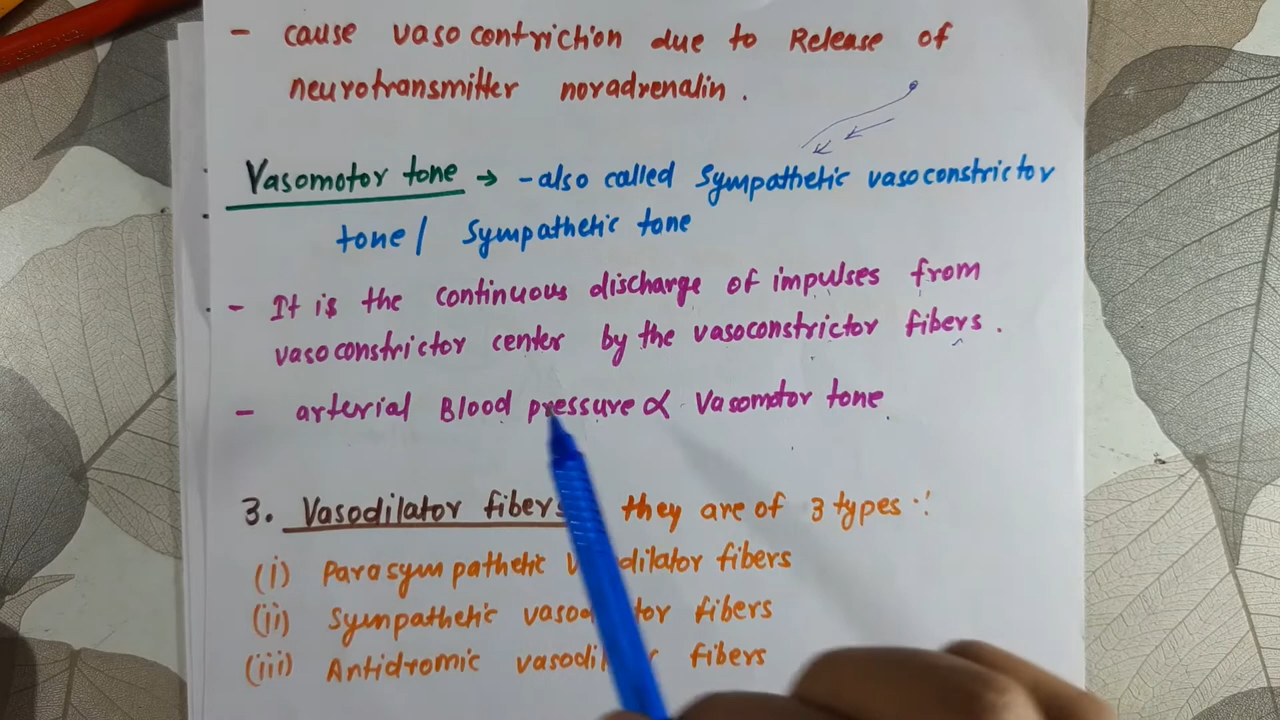 - cause vasocontriction due to Release of
neurotransmitter noradrenalin.
Vasomotor tone → - also called Sympathetic vasoconstrictor
tone / Sympathetic tone
- It is the continuous discharge of impulses from
vasoconstrictor center by the vasoconstrictor fibers.
- arterial Blood pressure ∝ Vasomotor tone
3. Vasodilator fibers they are of 3 types :
(i) Parasympathetic fibers
(ii) Sympathetic fibers
(iii) Antidromic fibers